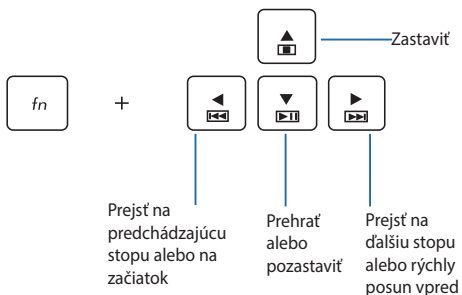 Zastaviť
fn +
Prejsť na
predchádzajúcu
stopu alebo na
začiatok
Prehrať
alebo
pozastaviť
Prejsť na
ďalšiu stopu
alebo rýchly
posun vpred